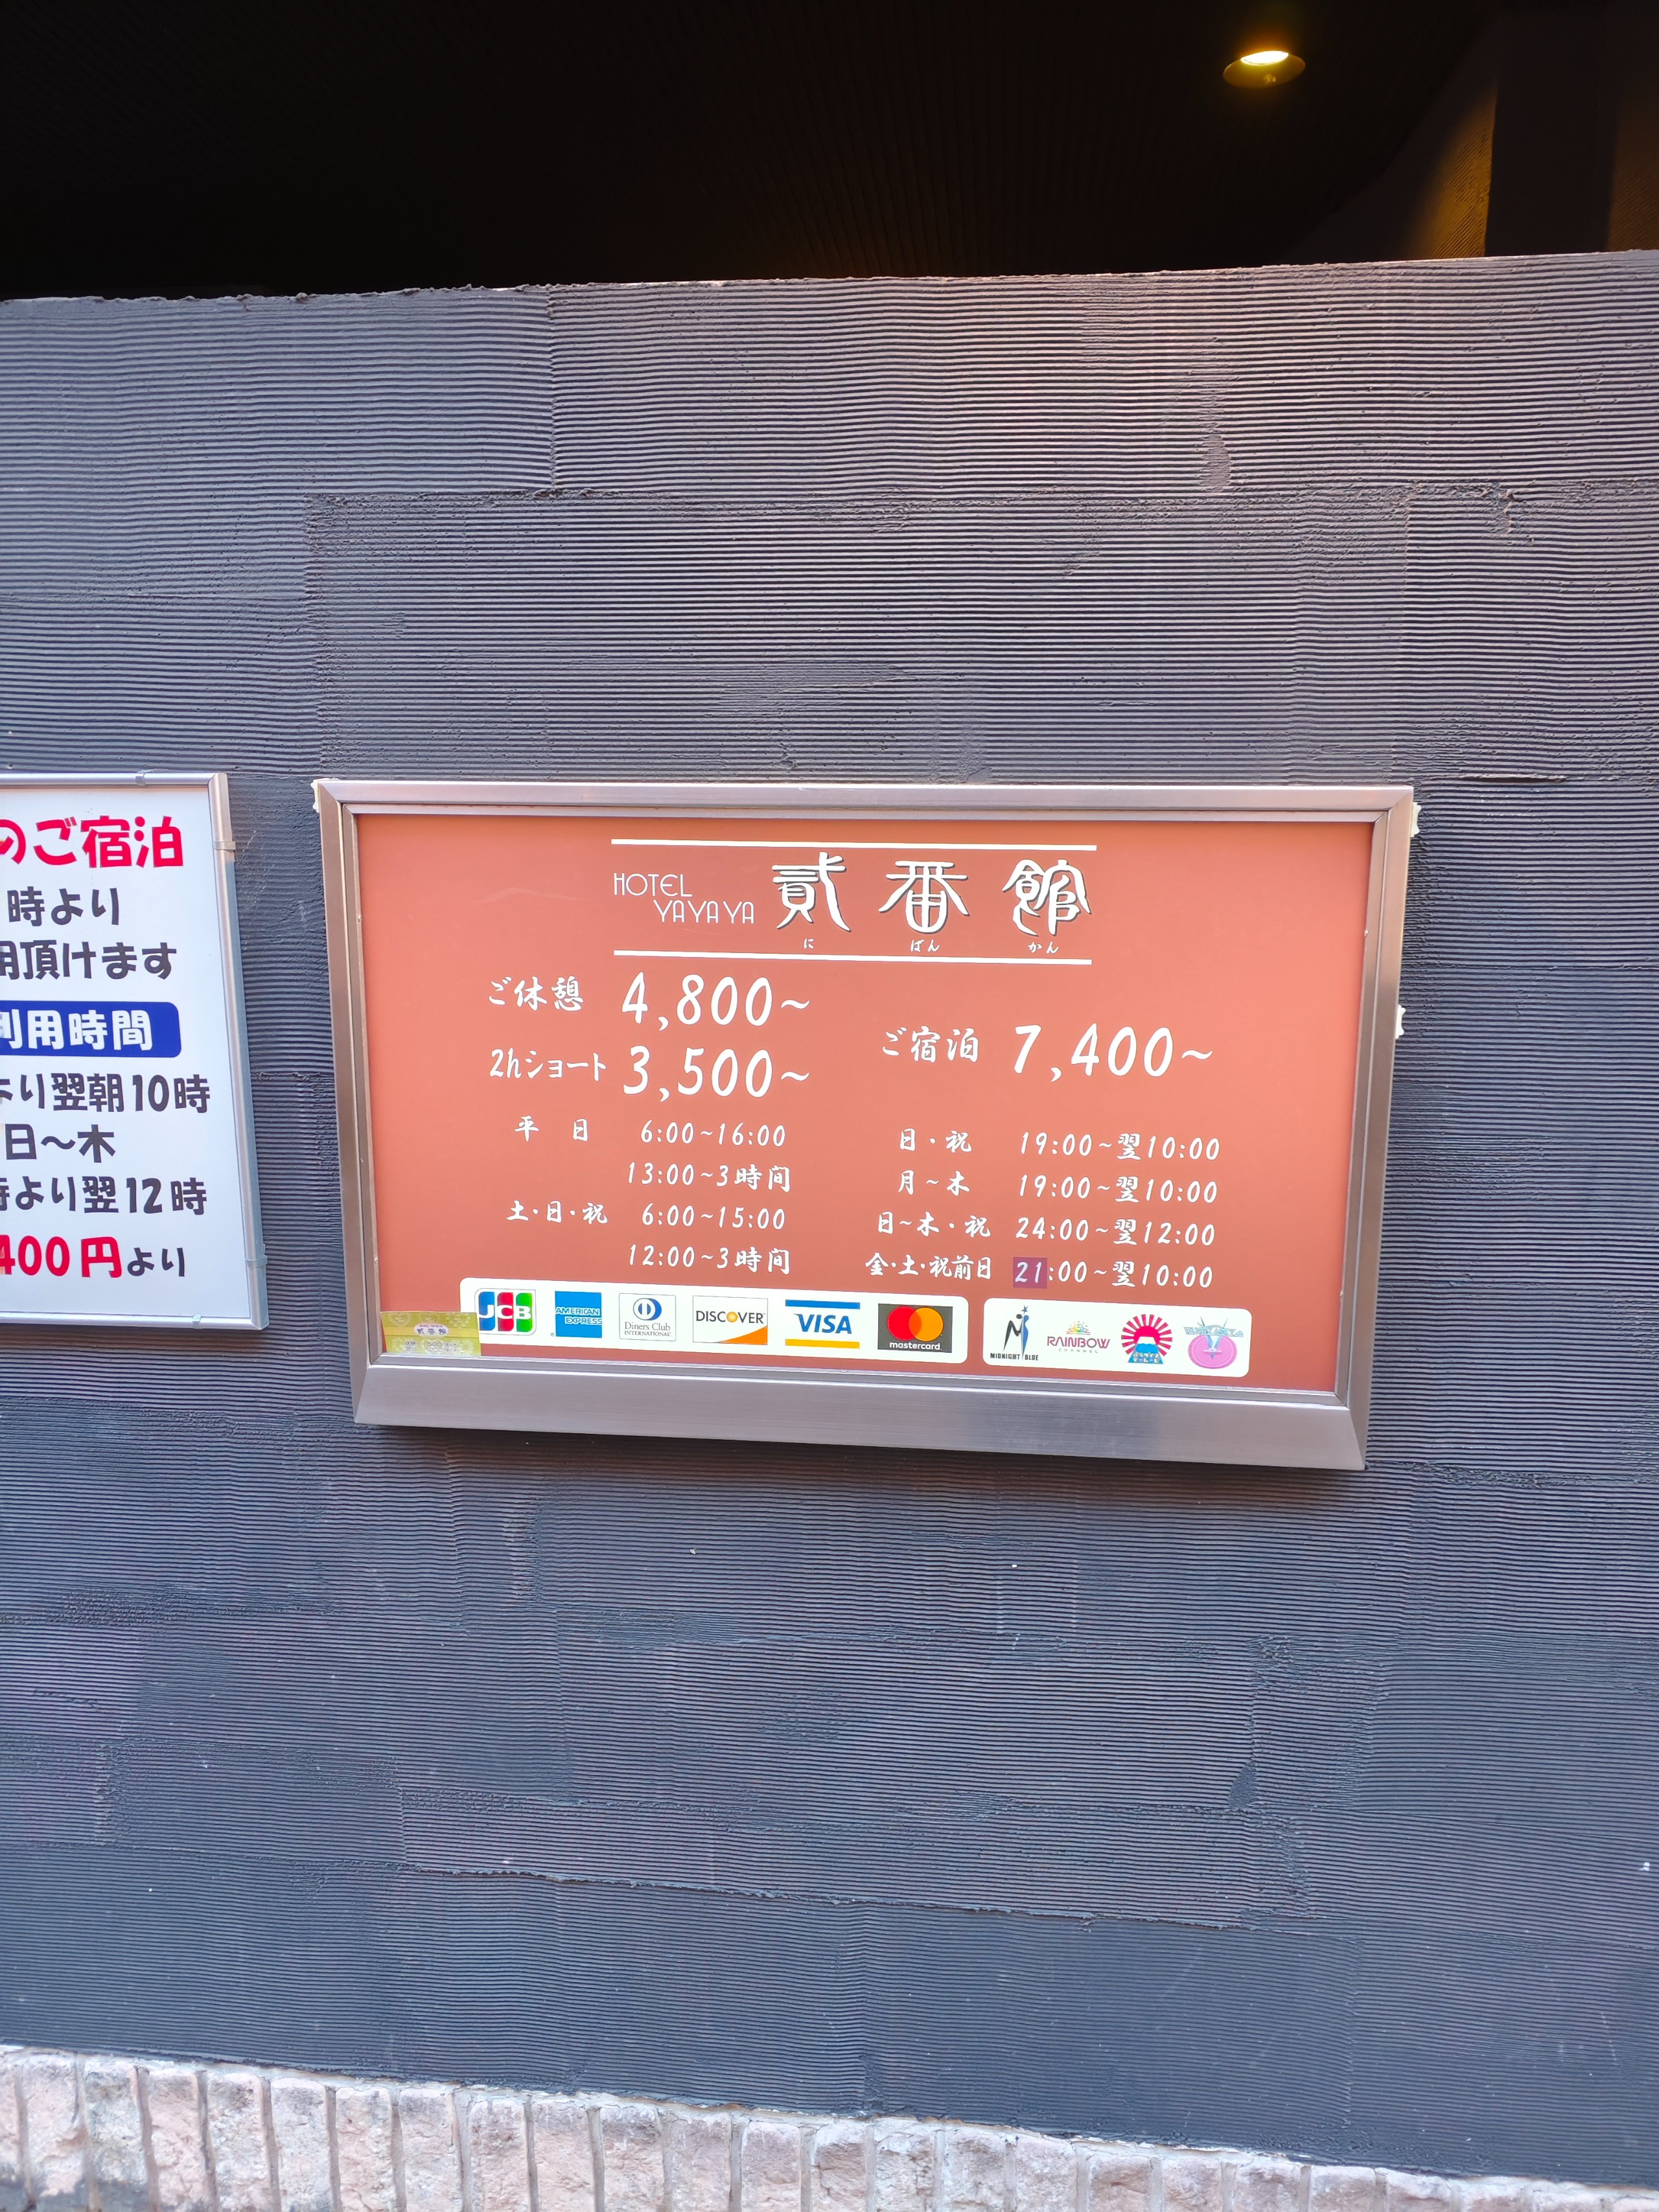 のご宿泊
時より
用頂けます
利用時間
より翌朝10時
日～木
時より翌12時
400円より
HOTEL
YAYAYA
貳番館
に ばん かん
ご休憩 4,800～
2hショート 3,500～
平日 6:00～16:00
13:00～3時间
土・日・祝 6:00～15:00
12:00～3時间
ご宿泊 7,400～
日・祝 19:00～翌10:00
月～木 19:00～翌10:00
日～木・祝 24:00～翌12:00
金・土・祝前日 21:00～翌10:00
貳番館
JCB
AMERICAN
EXPRESS
Diners Club
INTERNATIONAL
DISCOVER
VISA
mastercard
MIDNIGHT BLUE
RAINBOW
CHANNEL